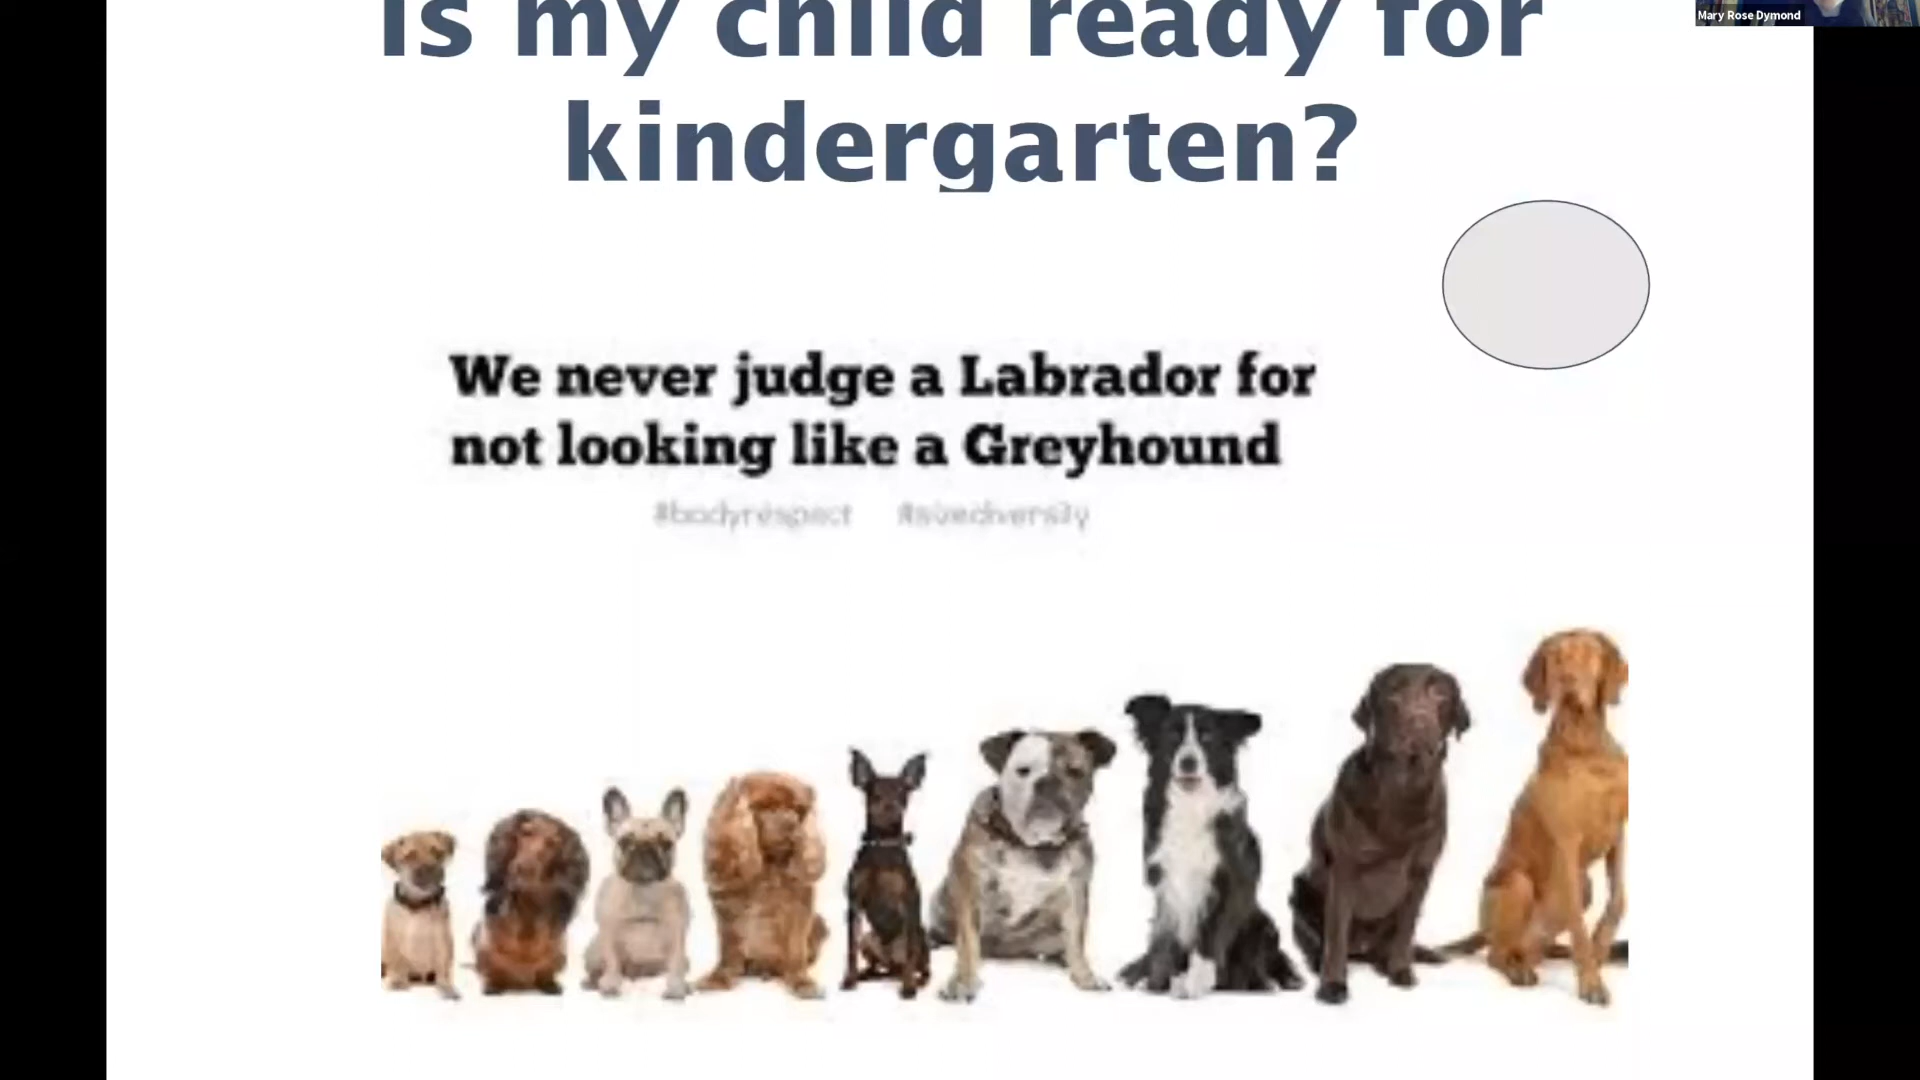 Is my child ready for
kindergarten?
Mary Rose Dymond
We never judge a Labrador for
not looking like a Greyhound
#bodyrespect #sizediversity